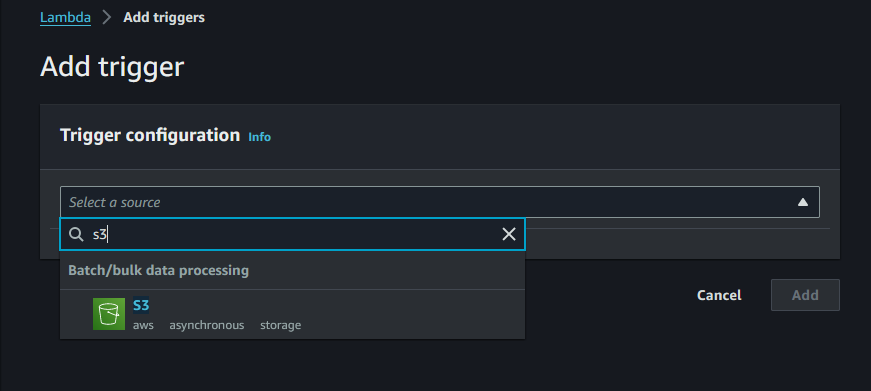 Lambda > Add triggers
Add trigger
Trigger configuration Info
Select a source
s3
Batch/bulk data processing
S3
aws asynchronous storage
Cancel Add